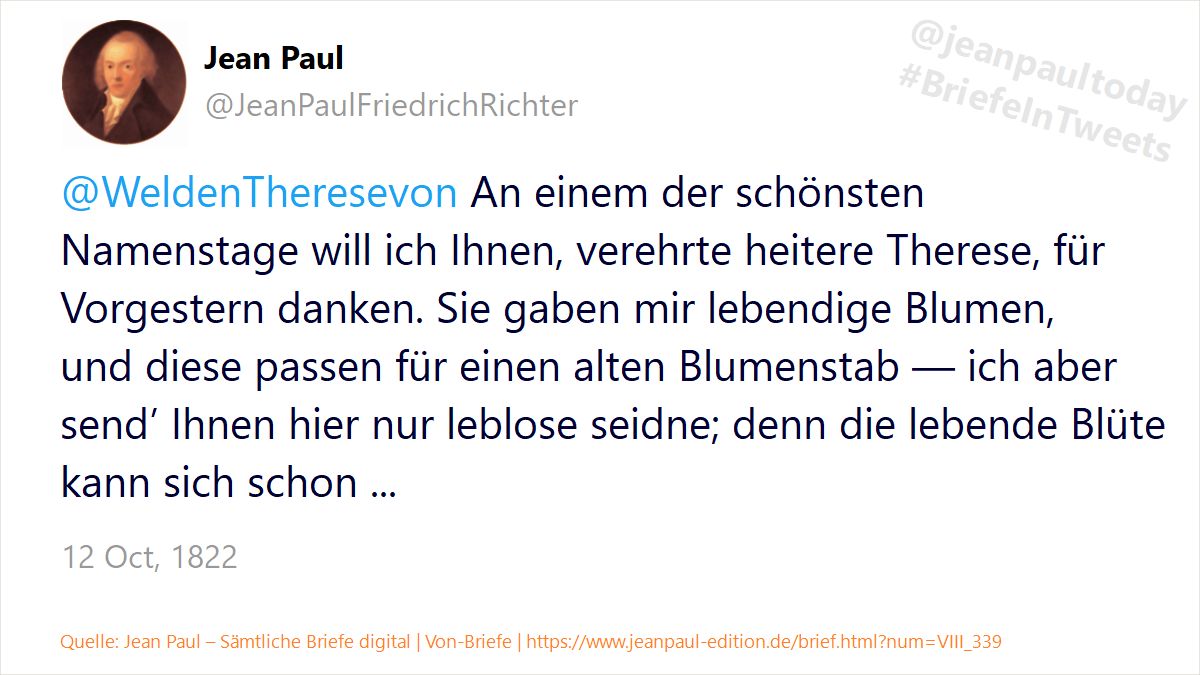 Jean Paul
@JeanPaulFriedrichRichter
@jeanpaultoday
#BriefeInTweets
@WeldenTheresevon An einem der schönsten
Namenstage will ich Ihnen, verehrte heitere Therese, für
Vorgestern danken. Sie gaben mir lebendige Blumen,
und diese passen für einen alten Blumenstab — ich aber
send’ Ihnen hier nur leblose seidne; denn die lebende Blüte
kann sich schon ...
12 Oct, 1822
Quelle: Jean Paul – Sämtliche Briefe digital | Von-Briefe | https://www.jeanpaul-edition.de/brief.html?num=VIII_339